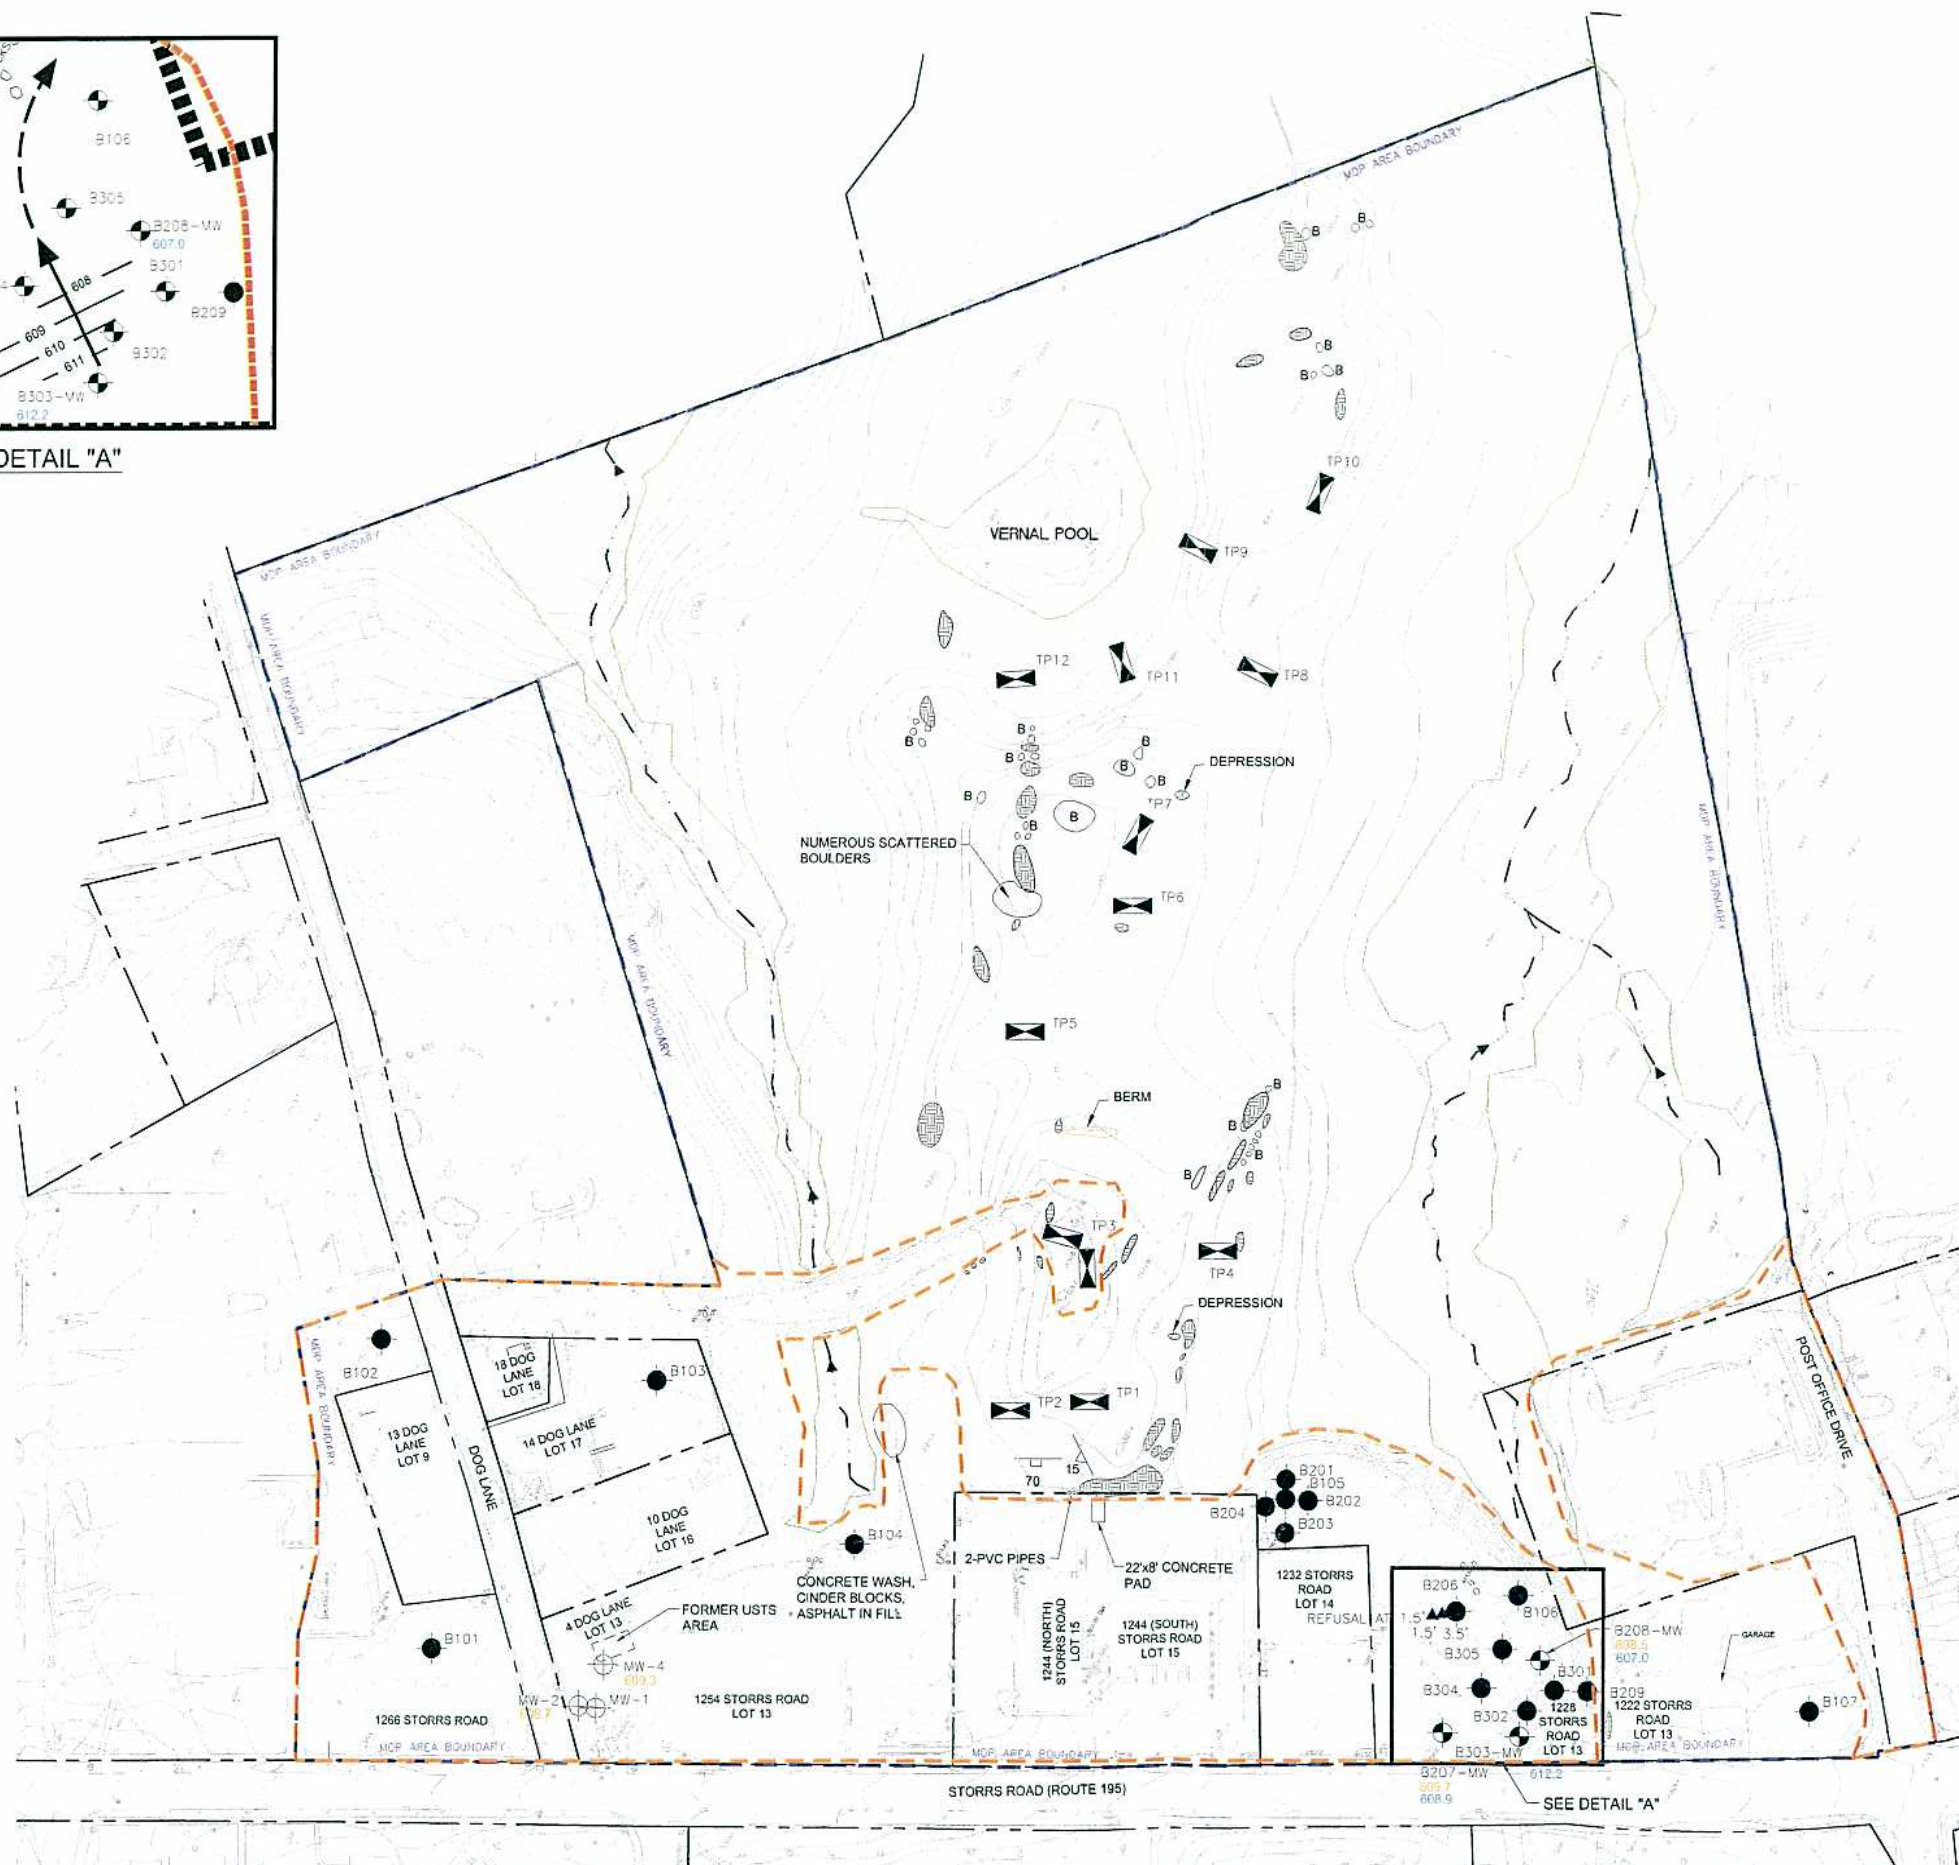 B106
B305
B208-MW
607.0
B301
608
B209
609
610
B302
611
B303-MW
612.2
DETAIL "A"
MDP AREA BOUNDARY
B
B
B
B
B
TP10
VERNAL POOL
TP9
MDP AREA BOUNDARY
MDP AREA BOUNDARY
TP12
TP11
TP8
B
B
B
B
B
B
DEPRESSION
B
TP7
B
B
NUMEROUS SCATTERED
BOULDERS
MDP AREA BOUNDARY
TP6
MDP AREA BOUNDARY
TP5
BERM
B
B
B
B
TP3
TP4
DEPRESSION
MDP AREA BOUNDARY
B102
18 DOG
LANE
LOT 18
B103
TP2
TP1
POST OFFICE DRIVE
13 DOG
LANE
LOT 9
DOG LANE
14 DOG LANE
LOT 17
70
15
B201
B105
B202
B204
B203
10 DOG
LANE
LOT 16
B104
2-PVC PIPES
22'x8' CONCRETE
PAD
CONCRETE WASH,
CINDER BLOCKS,
ASPHALT IN FILL
1232 STORRS
ROAD
LOT 14
B206
B106
REFUSAL AT 1.5'
1.5' 3.5'
4 DOG LANE
LOT 13
FORMER USTS
AREA
1244 (NORTH)
STORRS ROAD
LOT 15
1244 (SOUTH)
STORRS ROAD
LOT 15
B101
B305
B208-MW
607.0
GARAGE
MW-4
B304
B301
B209
MW-2
MW-1
1254 STORRS ROAD
LOT 13
B302
1228
STORRS
ROAD
LOT 13
1222 STORRS
ROAD
LOT 13
B107
1266 STORRS ROAD
MDP AREA BOUNDARY
MDP AREA BOUNDARY
B303-MW
612.2
MDP AREA BOUNDARY
B207-MW
608.9
STORRS ROAD (ROUTE 195)
SEE DETAIL "A"